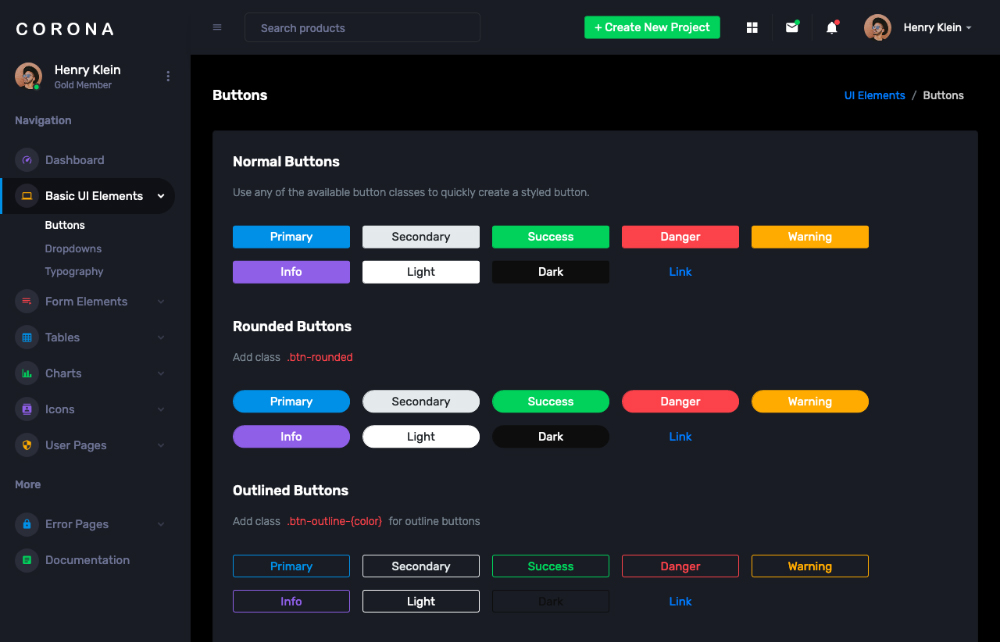 CORONA
Search products
+ Create New Project
Henry Klein
Henry Klein
Gold Member
Navigation
Dashboard
Basic UI Elements
Buttons
Dropdowns
Typography
Form Elements
Tables
Charts
Icons
User Pages
More
Error Pages
Documentation
Buttons
UI Elements / Buttons
Normal Buttons
Use any of the available button classes to quickly create a styled button.
Primary Secondary Success Danger Warning
Info Light Dark Link
Rounded Buttons
Add class .btn-rounded
Primary Secondary Success Danger Warning
Info Light Dark Link
Outlined Buttons
Add class .btn-outline-{color} for outline buttons
Primary Secondary Success Danger Warning
Info Light Dark Link